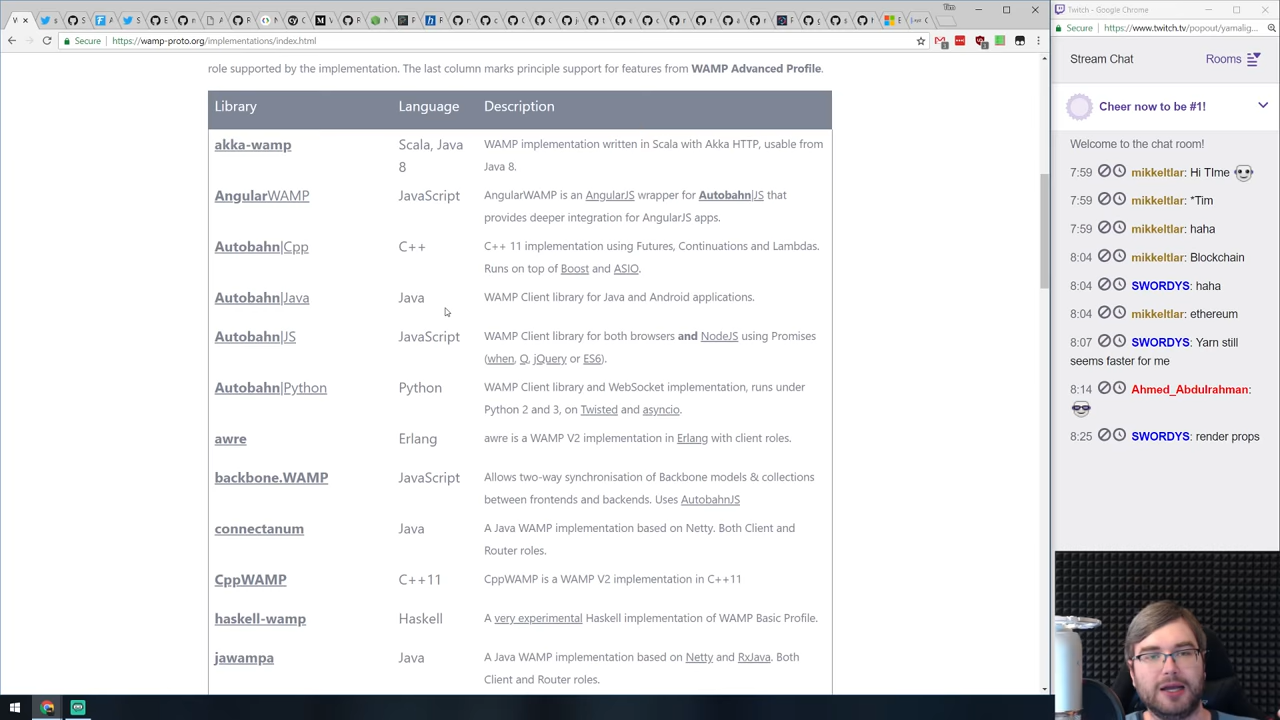 Tim
Secure
https://wamp-proto.org/implementations/index.html
role supported by the implementation. The last column marks principle support for features from WAMP Advanced Profile.
Library Language Description
akka-wamp Scala, Java WAMP implementation written in Scala with Akka HTTP, usable from
8 Java 8.
AngularWAMP JavaScript AngularWAMP is an AngularJS wrapper for Autobahn|JS that
provides deeper integration for AngularJS apps.
Autobahn|Cpp C++ C++ 11 implementation using Futures, Continuations and Lambdas.
Runs on top of Boost and ASIO.
Autobahn|Java Java WAMP Client library for Java and Android applications.
Autobahn|JS JavaScript WAMP Client library for both browsers and NodeJS using Promises
(when, Q, jQuery or ES6).
Autobahn|Python Python WAMP Client library and WebSocket implementation, runs under
Python 2 and 3, on Twisted and asyncio.
awre Erlang awre is a WAMP V2 implementation in Erlang with client roles.
backbone.WAMP JavaScript Allows two-way synchronisation of Backbone models & collections
between frontends and backends. Uses AutobahnJS
connectanum Java A Java WAMP implementation based on Netty. Both Client and
Router roles.
CppWAMP C++11 CppWAMP is a WAMP V2 implementation in C++11
haskell-wamp Haskell A very experimental Haskell implementation of WAMP Basic Profile.
jawampa Java A Java WAMP implementation based on Netty and RxJava. Both
Client and Router roles.
Twitch - Google Chrome
Secure
https://www.twitch.tv/popout/yamalig...
Stream Chat Rooms
Cheer now to be #1!
Welcome to the chat room!
7:59 mikkeltlar: Hi TIme
7:59 mikkeltlar: *Tim
7:59 mikkeltlar: haha
8:04 mikkeltlar: Blockchain
8:04 SWORDYS: haha
8:04 mikkeltlar: ethereum
8:07 SWORDYS: Yarn still
seems faster for me
8:14 Ahmed_Abdulrahman:
8:25 SWORDYS: render props